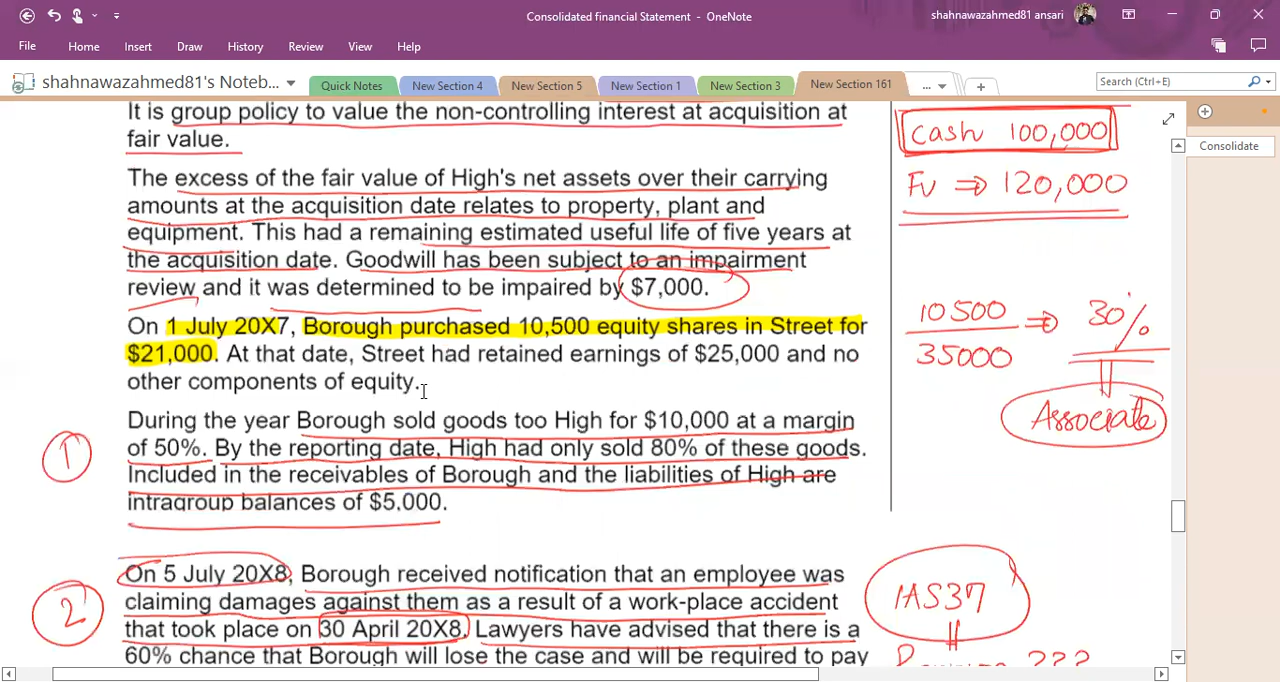 Consolidated financial Statement - OneNote
shahnawazahmed81 ansari
File Home Insert Draw History Review View Help
shahnawazahmed81's Noteb...
Quick Notes
New Section 4
New Section 5
New Section 1
New Section 3
New Section 161
...
Search (Ctrl+E)
Consolidate
It is group policy to value the non-controlling interest at acquisition at
fair value.
The excess of the fair value of High's net assets over their carrying
amounts at the acquisition date relates to property, plant and
equipment. This had a remaining estimated useful life of five years at
the acquisition date. Goodwill has been subject to an impairment
review and it was determined to be impaired by $7,000.
On 1 July 20X7, Borough purchased 10,500 equity shares in Street for
$21,000. At that date, Street had retained earnings of $25,000 and no
other components of equity.
1
During the year Borough sold goods too High for $10,000 at a margin
of 50%. By the reporting date, High had only sold 80% of these goods.
Included in the receivables of Borough and the liabilities of High are
intragroup balances of $5,000.
2
On 5 July 20X8, Borough received notification that an employee was
claiming damages against them as a result of a work-place accident
that took place on 30 April 20X8. Lawyers have advised that there is a
60% chance that Borough will lose the case and will be required to pay
Cash 100,000
Fv ⇒ 120,000
10500
35000
⇒ 30%
Associate
IAS37
???